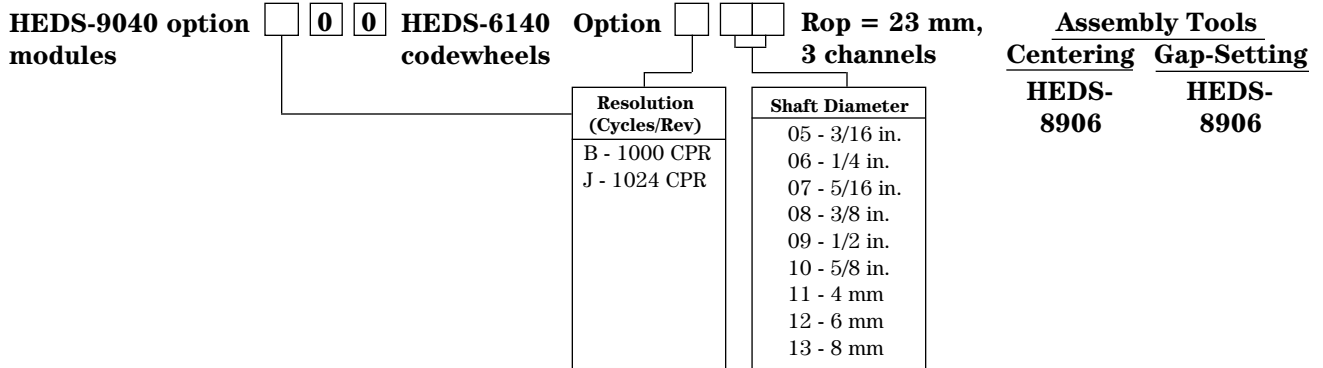 HEDS-9040 option 0 0 HEDS-6140 Option Rop = 23 mm, Assembly Tools
modules codewheels 3 channels Centering Gap-Setting
HEDS- HEDS-
8906 8906
Resolution
(Cycles/Rev)
B - 1000 CPR
J - 1024 CPR
Shaft Diameter
05 - 3/16 in.
06 - 1/4 in.
07 - 5/16 in.
08 - 3/8 in.
09 - 1/2 in.
10 - 5/8 in.
11 - 4 mm
12 - 6 mm
13 - 8 mm